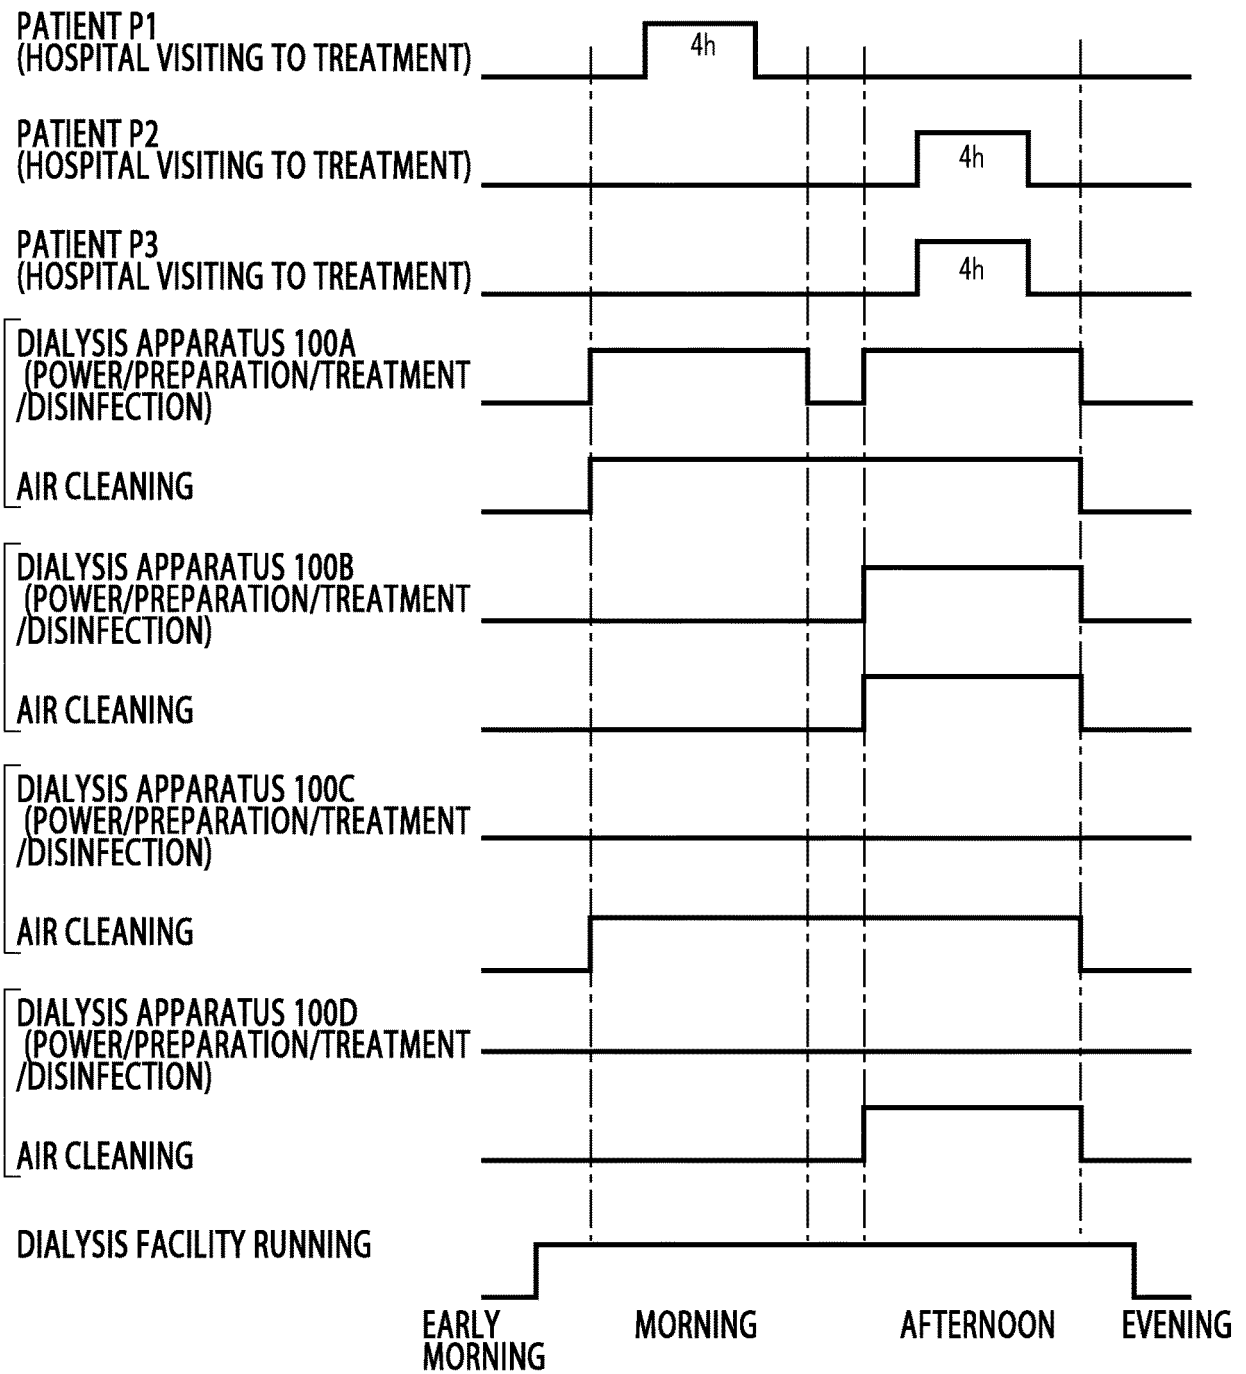 PATIENT P1
(HOSPITAL VISITING TO TREATMENT)
4h
PATIENT P2
(HOSPITAL VISITING TO TREATMENT)
4h
PATIENT P3
(HOSPITAL VISITING TO TREATMENT)
4h
DIALYSIS APPARATUS 100A
(POWER/PREPARATION/TREATMENT
/DISINFECTION)
AIR CLEANING
DIALYSIS APPARATUS 100B
(POWER/PREPARATION/TREATMENT
/DISINFECTION)
AIR CLEANING
DIALYSIS APPARATUS 100C
(POWER/PREPARATION/TREATMENT
/DISINFECTION)
AIR CLEANING
DIALYSIS APPARATUS 100D
(POWER/PREPARATION/TREATMENT
/DISINFECTION)
AIR CLEANING
DIALYSIS FACILITY RUNNING
EARLY
MORNING
MORNING
AFTERNOON
EVENING